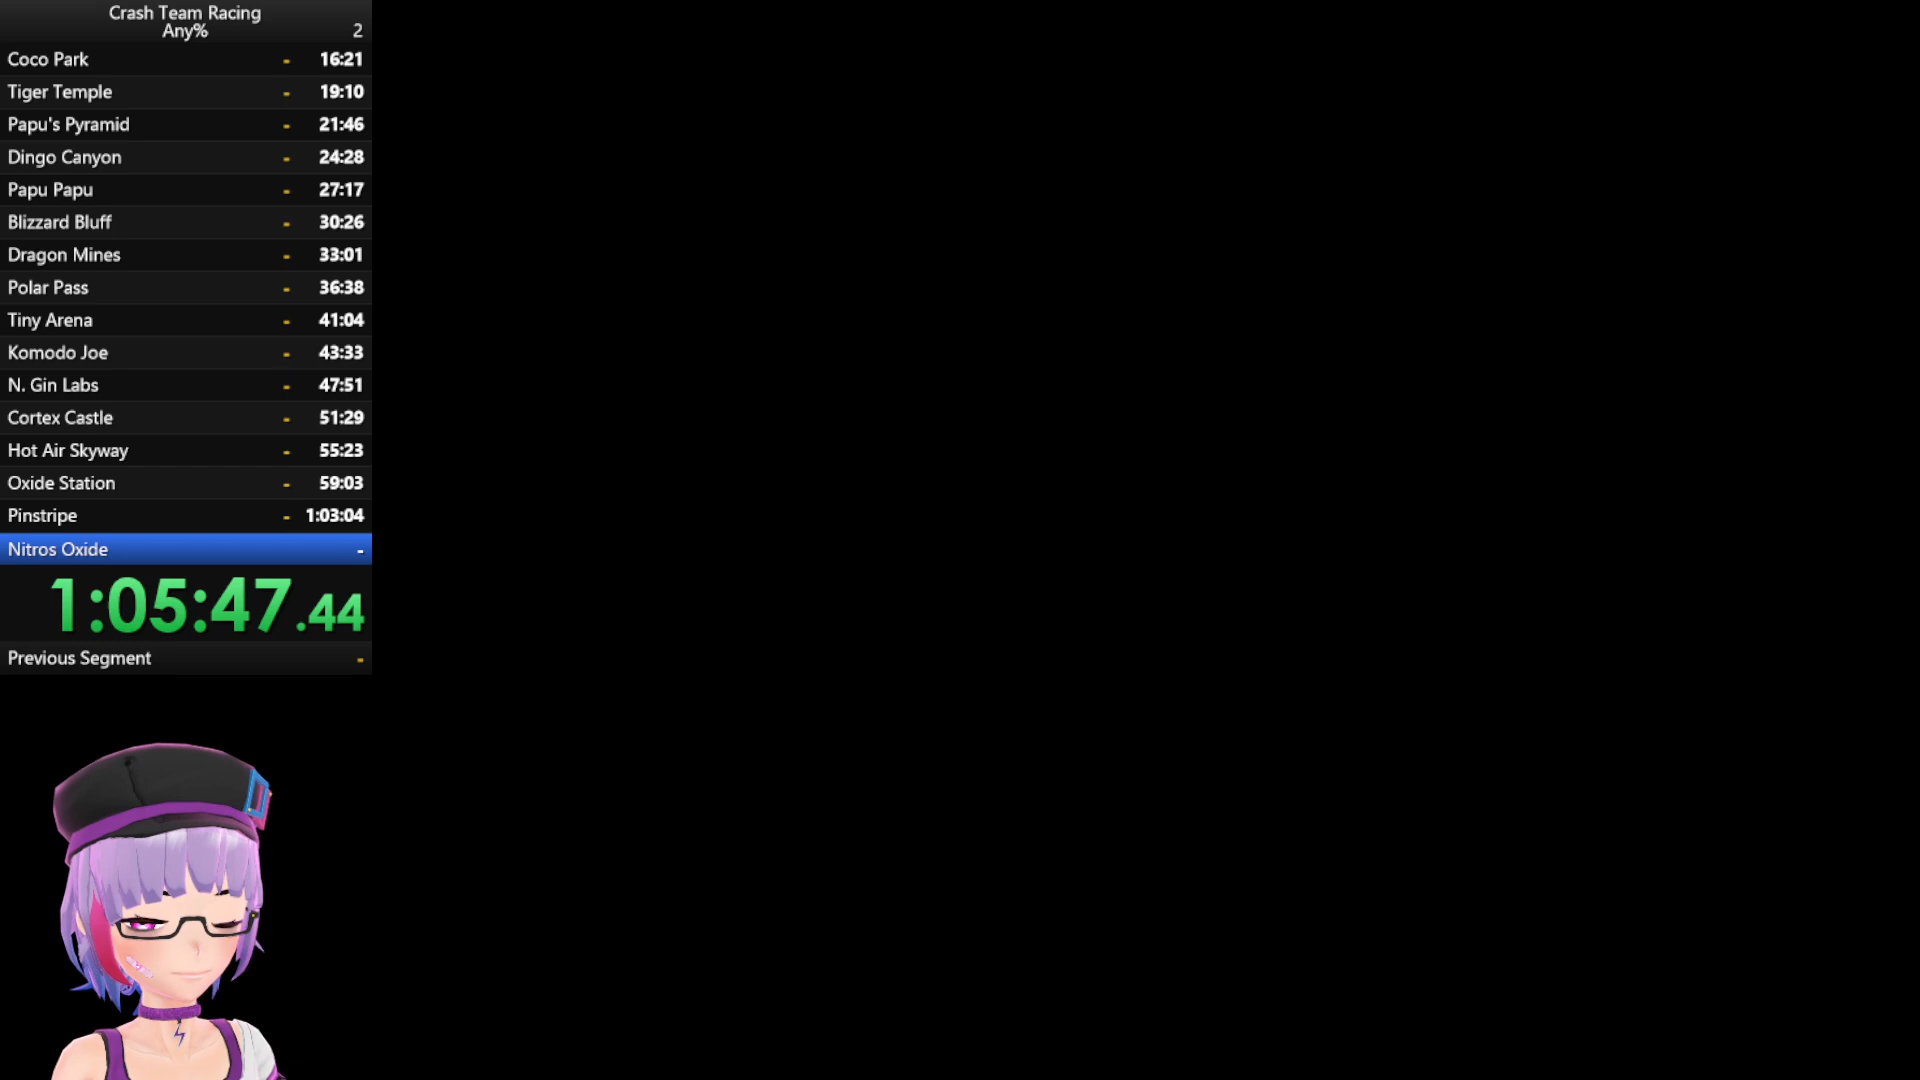 Crash Team Racing
Any% 2
Coco Park - 16:21
Tiger Temple - 19:10
Papu's Pyramid - 21:46
Dingo Canyon - 24:28
Papu Papu - 27:17
Blizzard Bluff - 30:26
Dragon Mines - 33:01
Polar Pass - 36:38
Tiny Arena - 41:04
Komodo Joe - 43:33
N. Gin Labs - 47:51
Cortex Castle - 51:29
Hot Air Skyway - 55:23
Oxide Station - 59:03
Pinstripe - 1:03:04
Nitros Oxide -
1:05:47.44
Previous Segment -